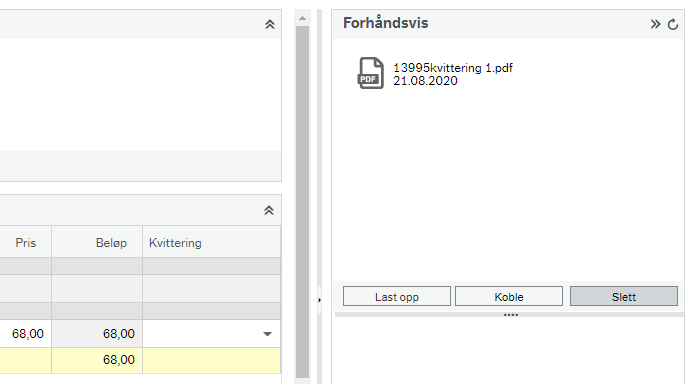 Forhåndsvis
PDF
13995kvittering 1.pdf
21.08.2020
Pris Beløp Kvittering
68,00 68,00
68,00
Last opp Koble Slett